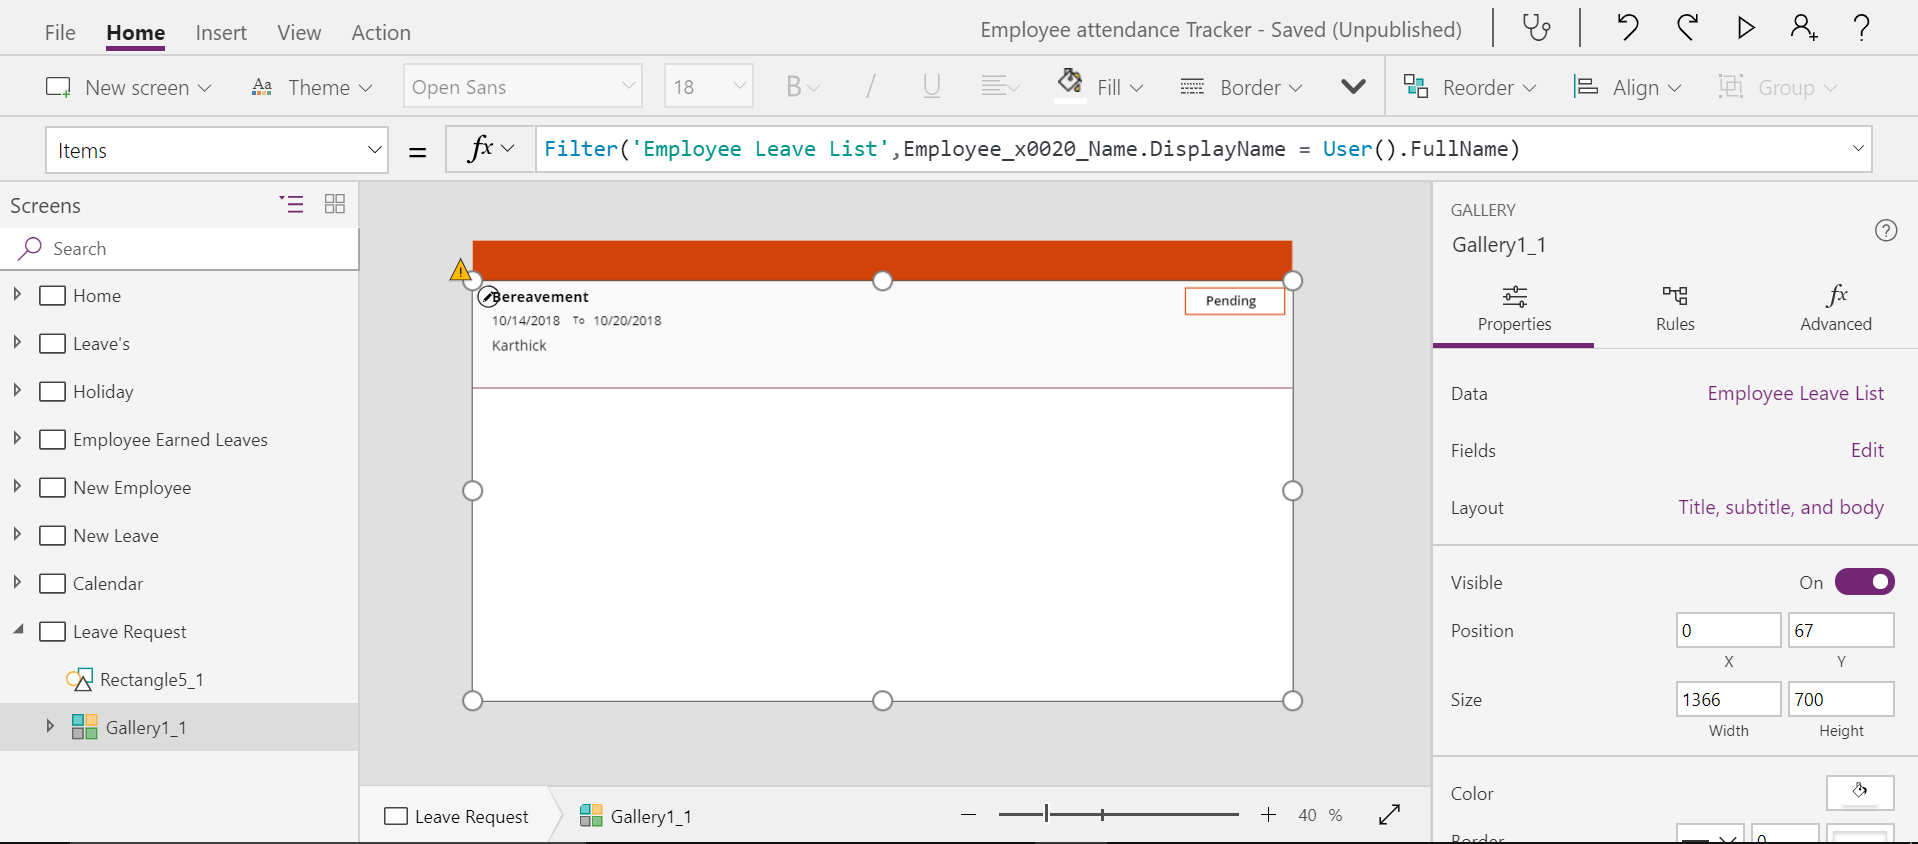 File Home Insert View Action Employee attendance Tracker - Saved (Unpublished) ?
New screen Aa Theme Open Sans 18 B / U Fill Border Reorder Align Group
Items = fx Filter('Employee Leave List',Employee_x0020_Name.DisplayName = User().FullName)
Screens
Search
Home
Leave's
Holiday
Employee Earned Leaves
New Employee
New Leave
Calendar
Leave Request
Rectangle5_1
Gallery1_1
Bereavement Pending
10/14/2018 To 10/20/2018
Karthick
Leave Request Gallery1_1 40 %
GALLERY
Gallery1_1 ?
fx
Properties Rules Advanced
Data Employee Leave List
Fields Edit
Layout Title, subtitle, and body
Visible On
Position 0 67
X Y
Size 1366 700
Width Height
Color
Border 0